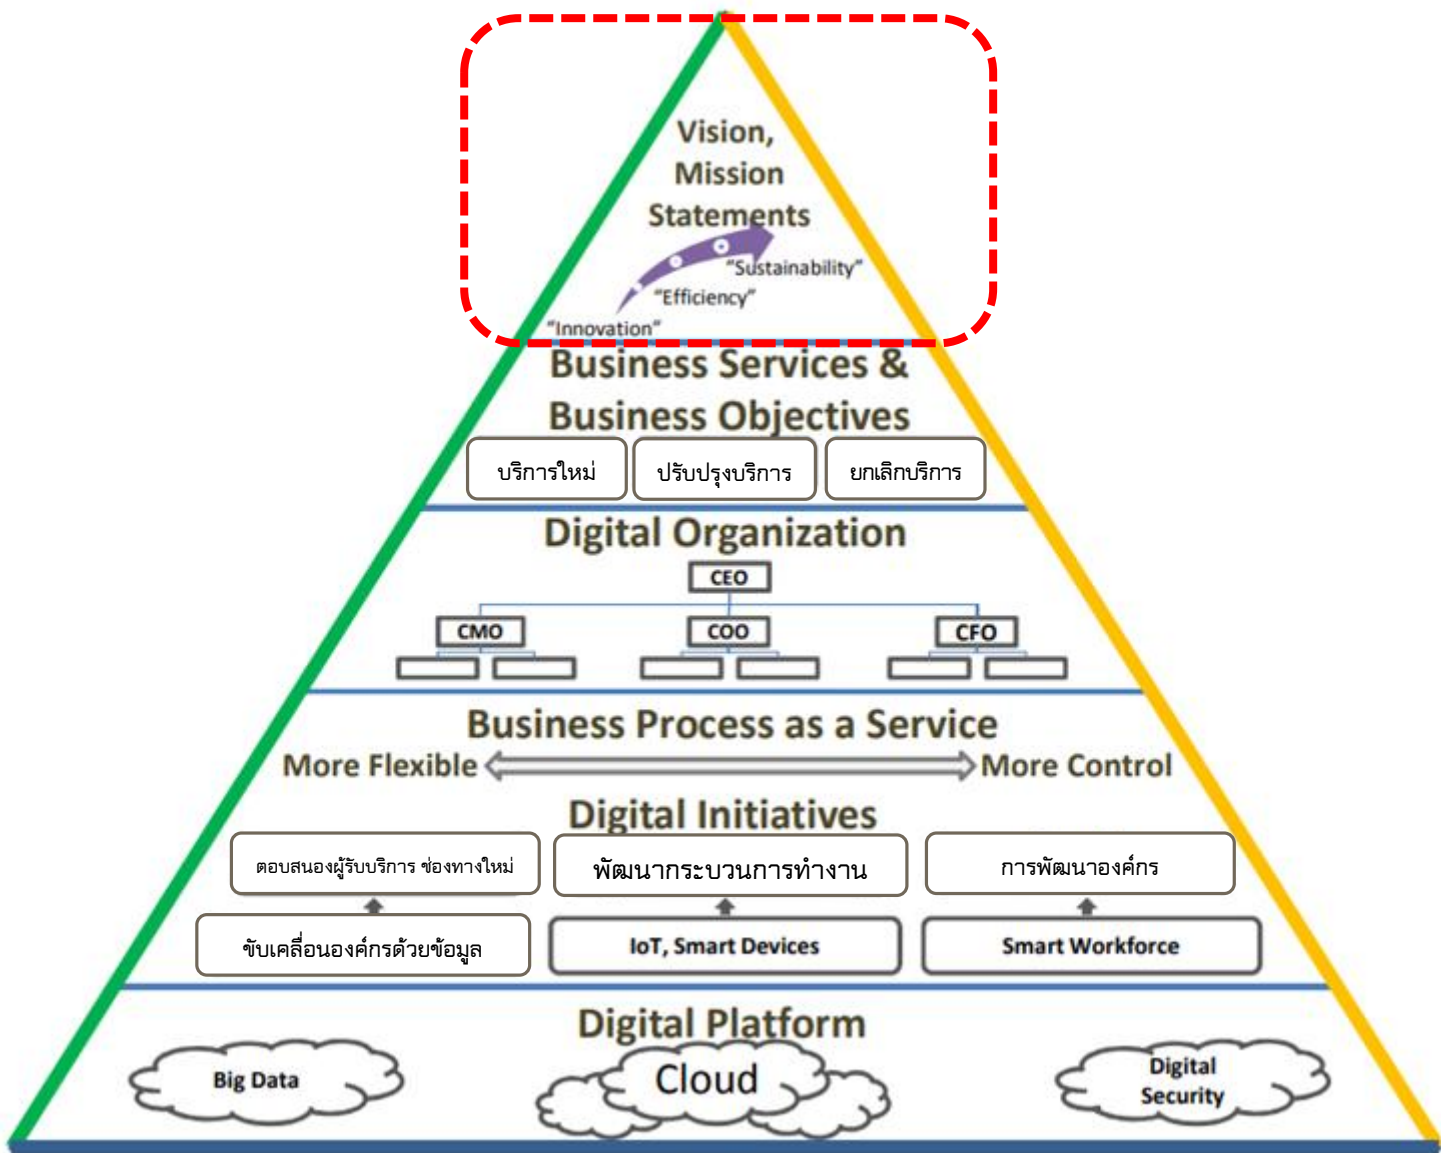 Vision,
Mission
Statements
"Sustainability"
"Efficiency"
"Innovation"
Business Services &
Business Objectives
บริการใหม่
ปรับปรุงบริการ
ยกเลิกบริการ
Digital Organization
CEO
CMO
COO
CFO
Business Process as a Service
More Flexible
More Control
Digital Initiatives
ตอบสนองผู้รับบริการ ช่องทางใหม่
พัฒนากระบวนการทำงาน
การพัฒนาองค์กร
ขับเคลื่อนองค์กรด้วยข้อมูล
IoT, Smart Devices
Smart Workforce
Digital Platform
Big Data
Cloud
Digital
Security